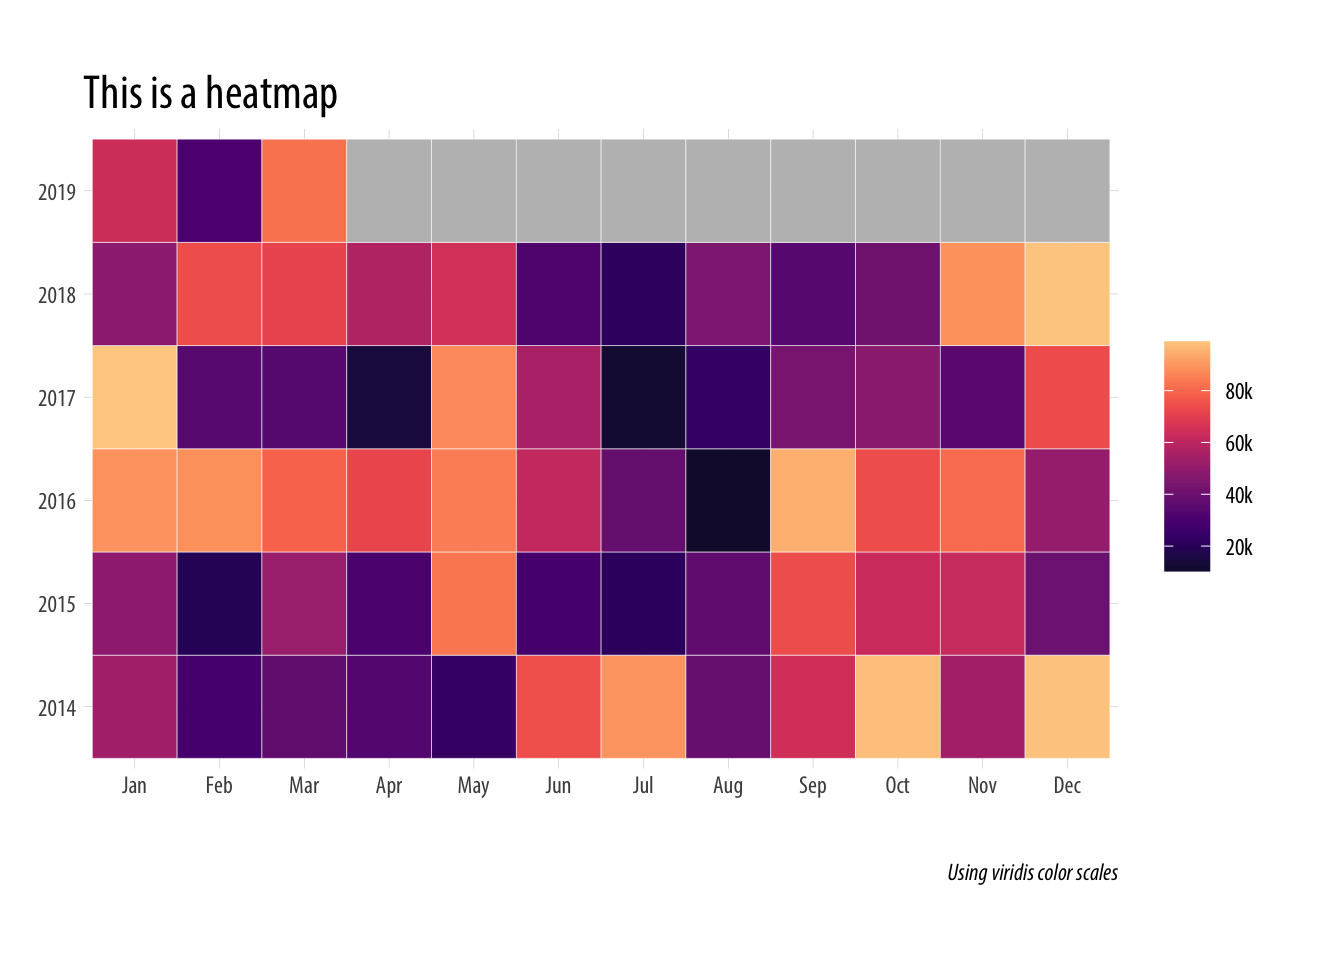 This is a heatmap
2019
2018
2017
2016
2015
2014
Jan Feb Mar Apr May Jun Jul Aug Sep Oct Nov Dec
80k
60k
40k
20k
Using viridis color scales